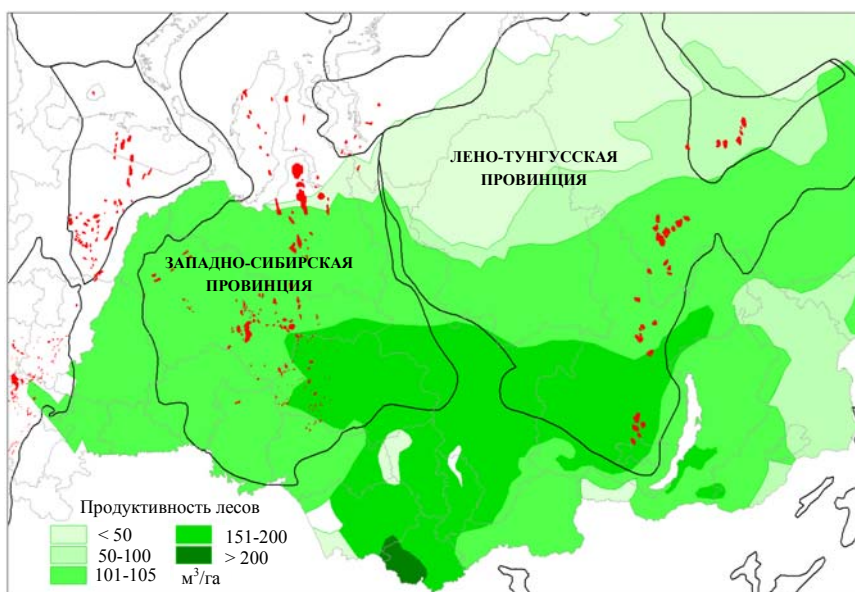 ЛЕНО-ТУНГУССКАЯ
ПРОВИНЦИЯ
ЗАПАДНО-СИБИРСКАЯ
ПРОВИНЦИЯ
Продуктивность лесов
< 50
50-100
101-105
151-200
> 200
м³/га